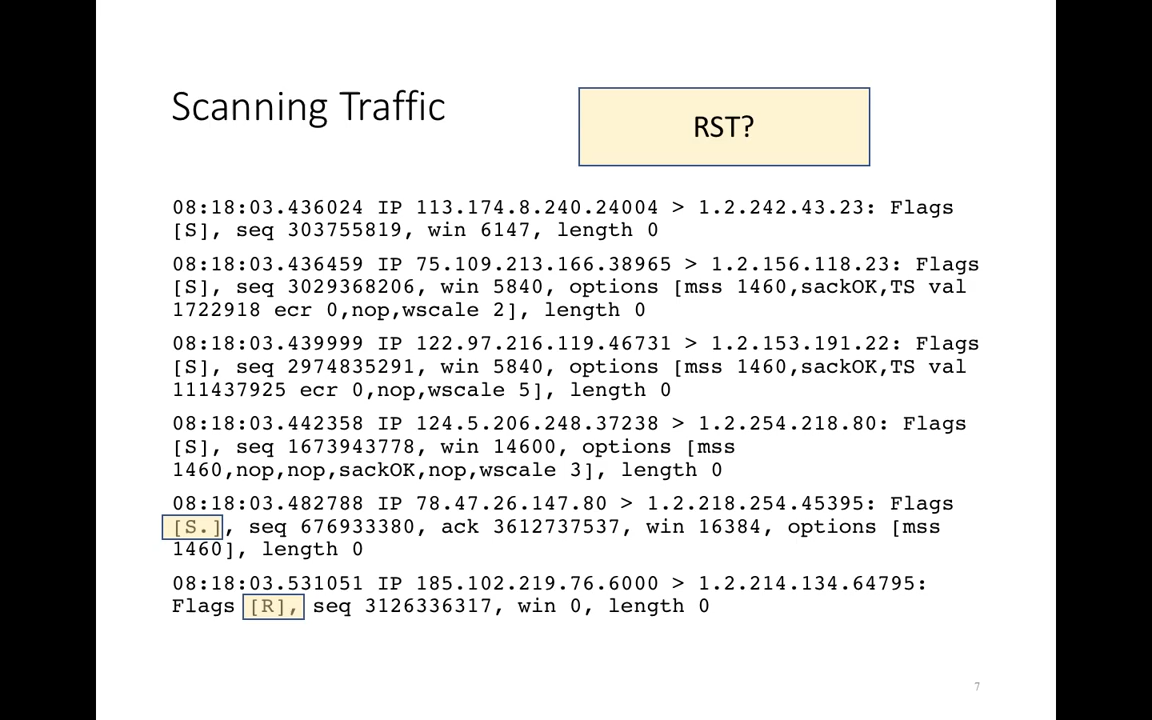 Scanning Traffic
RST?
08:18:03.436024 IP 113.174.8.240.24004 > 1.2.242.43.23: Flags
[S], seq 303755819, win 6147, length 0
08:18:03.436459 IP 75.109.213.166.38965 > 1.2.156.118.23: Flags
[S], seq 3029368206, win 5840, options [mss 1460,sackOK,TS val
1722918 ecr 0,nop,wscale 2], length 0
08:18:03.439999 IP 122.97.216.119.46731 > 1.2.153.191.22: Flags
[S], seq 2974835291, win 5840, options [mss 1460,sackOK,TS val
111437925 ecr 0,nop,wscale 5], length 0
08:18:03.442358 IP 124.5.206.248.37238 > 1.2.254.218.80: Flags
[S], seq 1673943778, win 14600, options [mss
1460,nop,nop,sackOK,nop,wscale 3], length 0
08:18:03.482788 IP 78.47.26.147.80 > 1.2.218.254.45395: Flags
[S.], seq 676933380, ack 3612737537, win 16384, options [mss
1460], length 0
08:18:03.531051 IP 185.102.219.76.6000 > 1.2.214.134.64795:
Flags [R], seq 3126336317, win 0, length 0
7